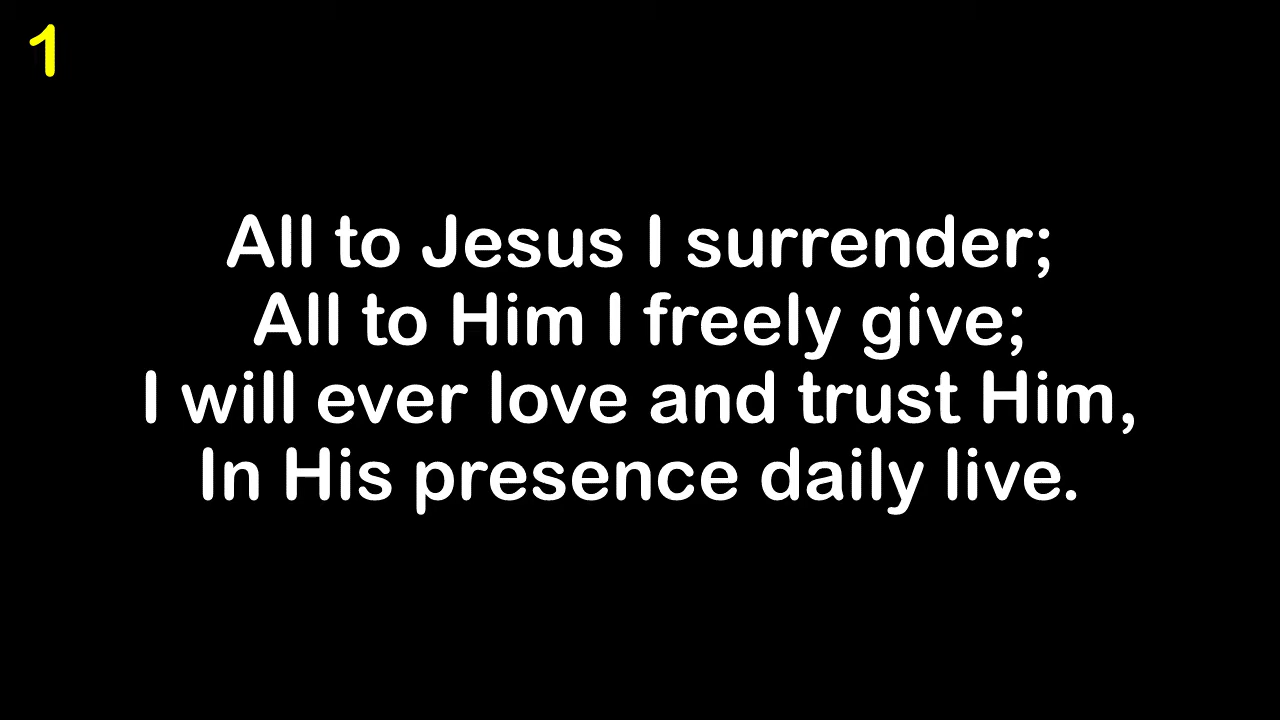 1
All to Jesus I surrender;
All to Him I freely give;
I will ever love and trust Him,
In His presence daily live.